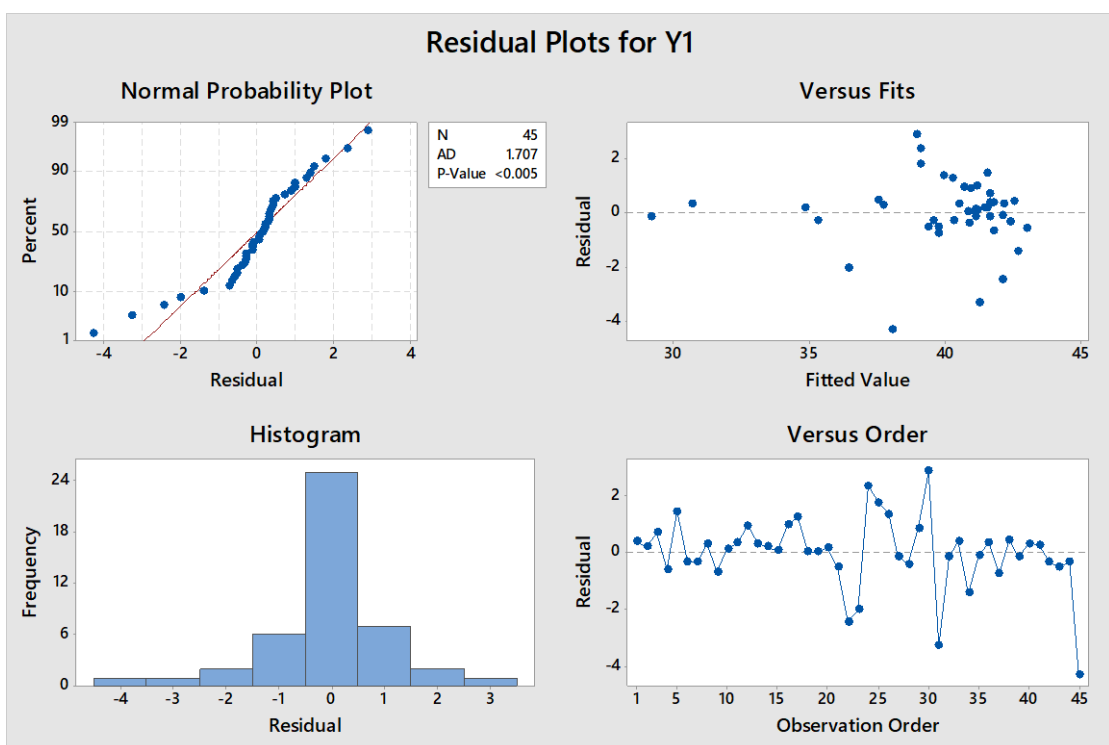 Residual Plots for Y1
Normal Probability Plot
99
90
50
10
1
Percent
-4 -2 0 2 4
Residual
N 45
AD 1.707
P-Value <0.005
Versus Fits
2
0
-2
-4
Residual
30 35 40 45
Fitted Value
Histogram
24
18
12
6
0
Frequency
-4 -3 -2 -1 0 1 2 3
Residual
Versus Order
2
0
-2
-4
Residual
1 5 10 15 20 25 30 35 40 45
Observation Order